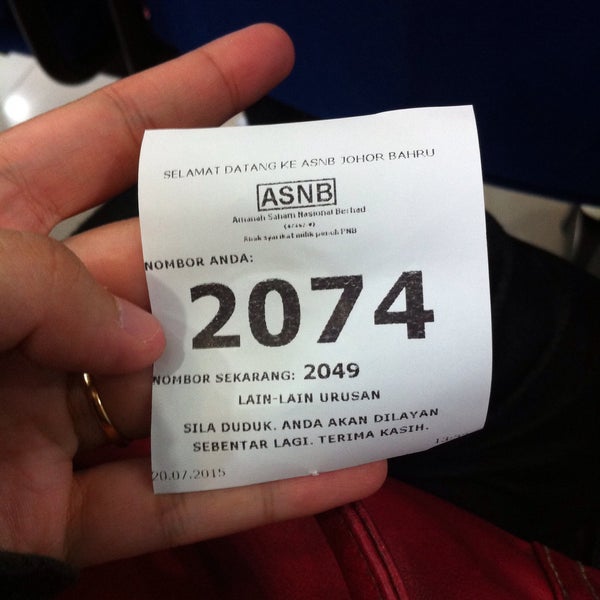 SELAMAT DATANG KE ASNB JOHOR BAHRU
ASNB
Amanah Saham Nasional Berhad
Anak syarikat milik penuh PNB
NOMBOR ANDA:
2074
NOMBOR SEKARANG: 2049
LAIN-LAIN URUSAN
SILA DUDUK. ANDA AKAN DILAYAN
SEBENTAR LAGI. TERIMA KASIH.
20.07.2015